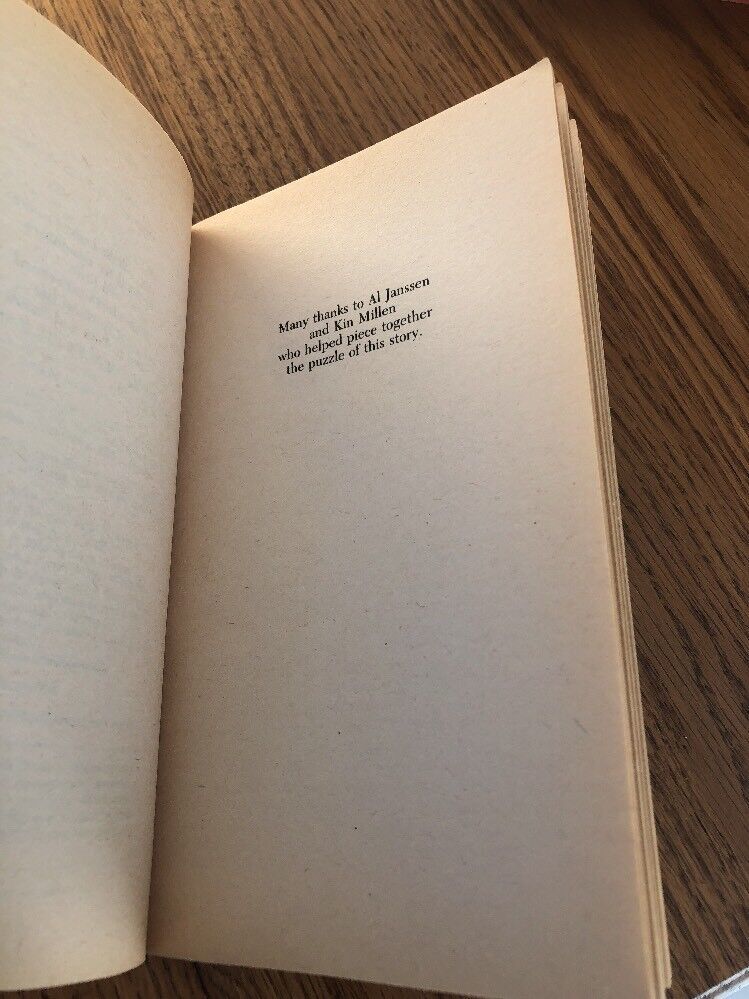 Many thanks to Al Janssen
and Kin Millen
who helped piece together
the puzzle of this story.